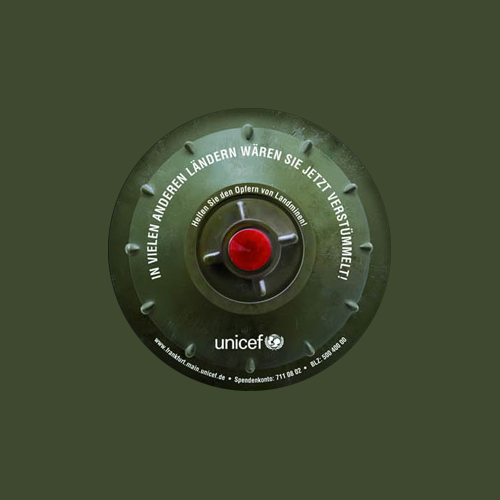 IN VIELEN ANDEREN LÄNDERN WÄREN SIE JETZT VERSTÜMMELT!
Helfen Sie den Opfern von Landminen!
unicef
www.frankfurt.main.unicef.de • Spendenkonto: 711 00 02 • BLZ: 500 400 00